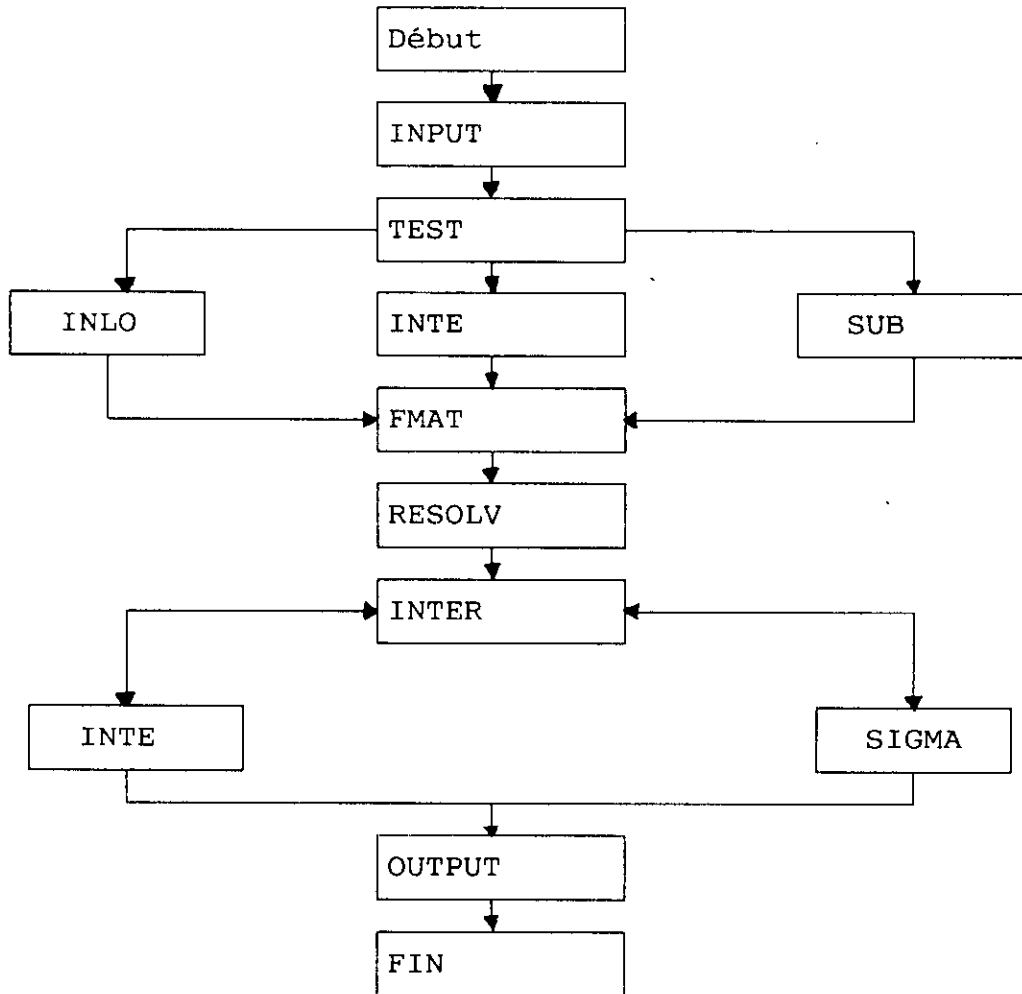 Début
INPUT
TEST
INLO
INTE
SUB
FMAT
RESOLV
INTER
INTE
SIGMA
OUTPUT
FIN